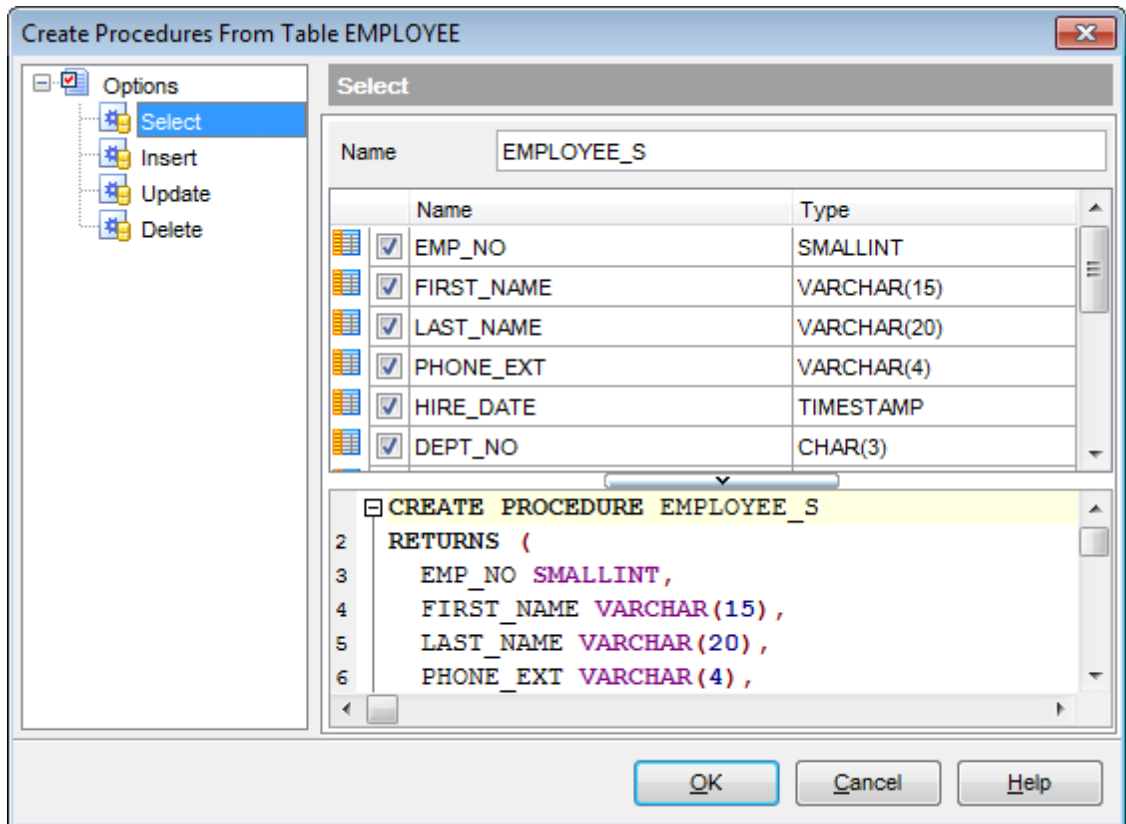 Create Procedures From Table EMPLOYEE
Options
Select
Insert
Update
Delete
Select
Name EMPLOYEE_S
Name Type
EMP_NO SMALLINT
FIRST_NAME VARCHAR(15)
LAST_NAME VARCHAR(20)
PHONE_EXT VARCHAR(4)
HIRE_DATE TIMESTAMP
DEPT_NO CHAR(3)
CREATE PROCEDURE EMPLOYEE_S
2 RETURNS (
3 EMP_NO SMALLINT,
4 FIRST_NAME VARCHAR(15),
5 LAST_NAME VARCHAR(20),
6 PHONE_EXT VARCHAR(4),
OK Cancel Help